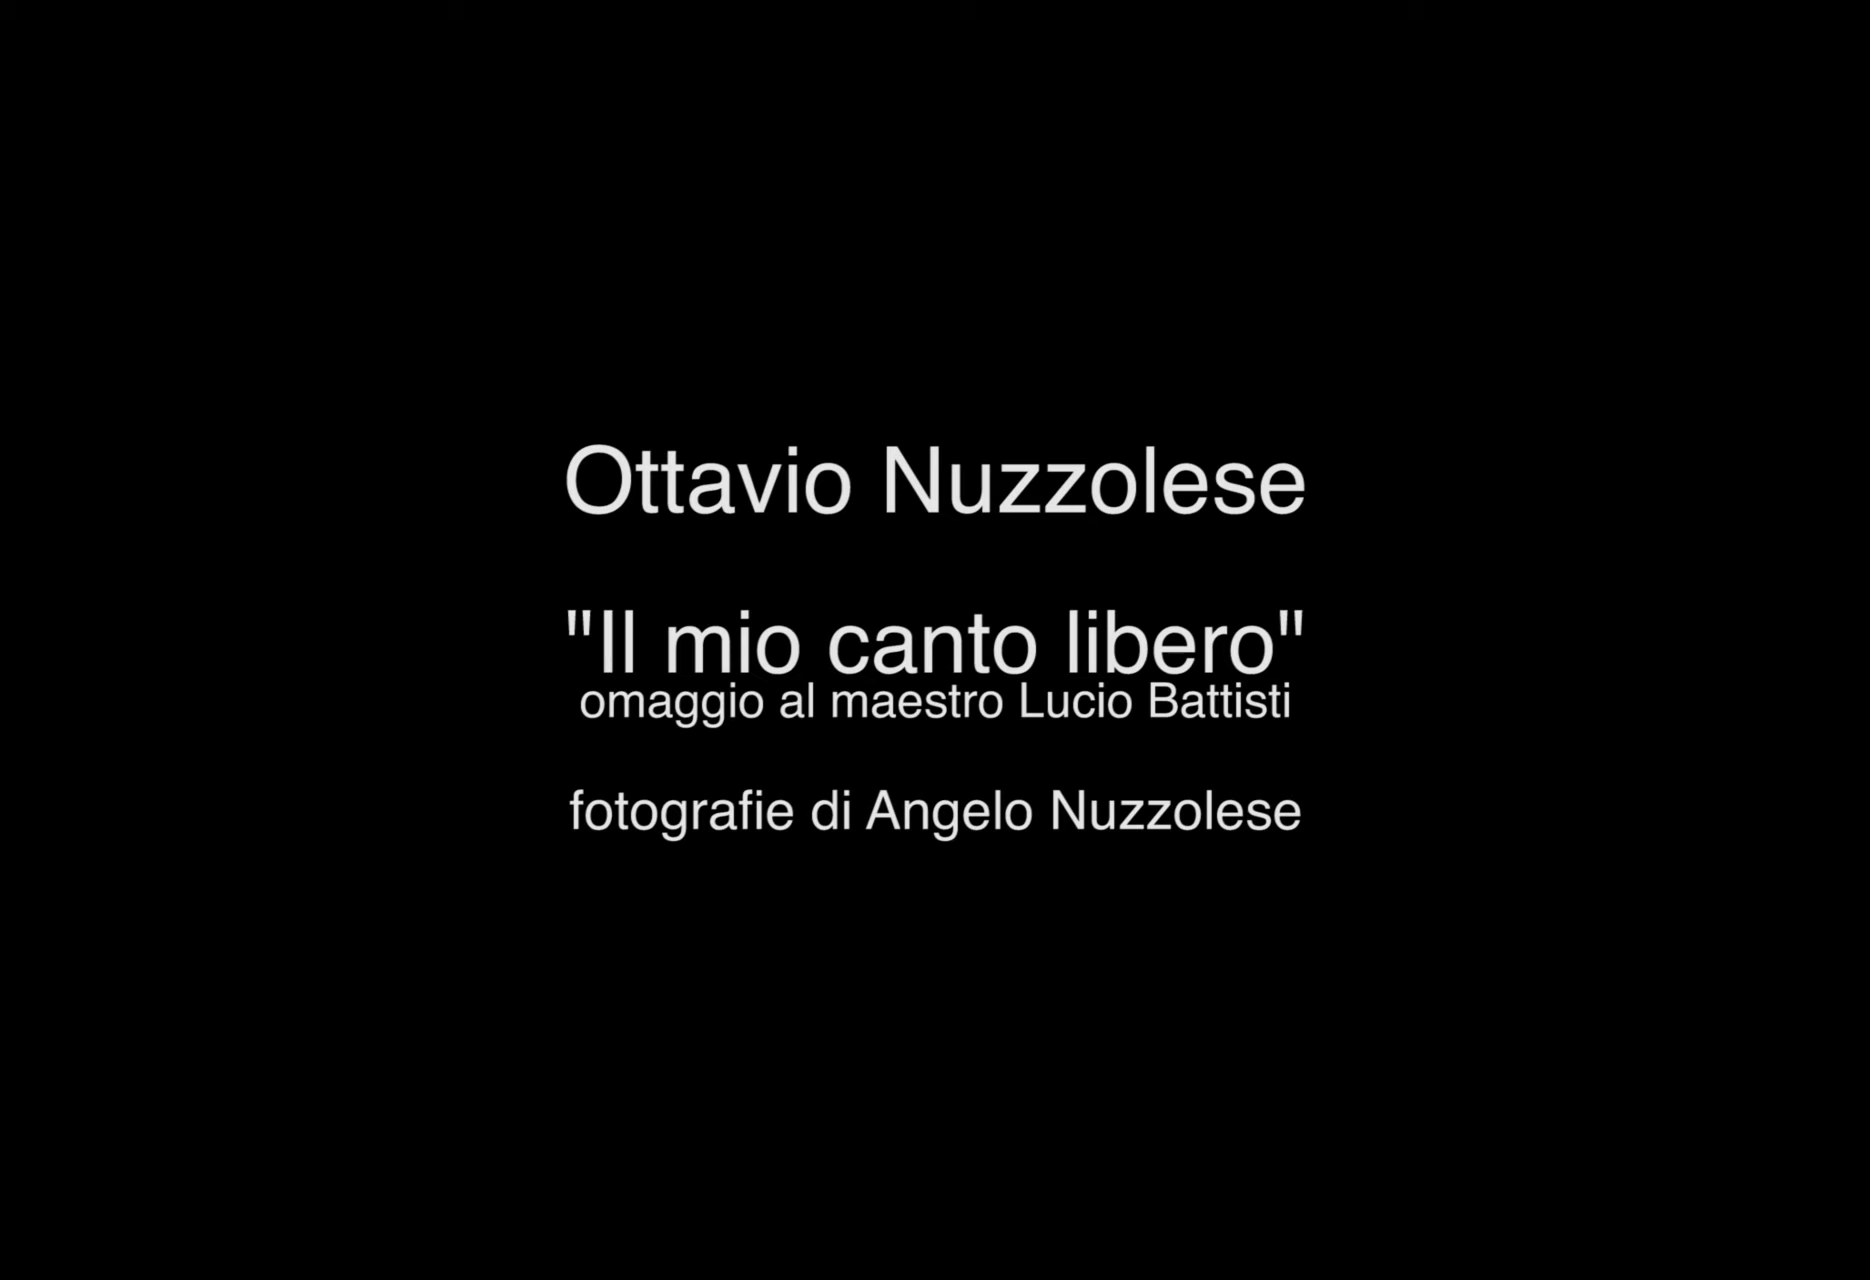 Ottavio Nuzzolese
"Il mio canto libero"
omaggio al maestro Lucio Battisti
fotografie di Angelo Nuzzolese